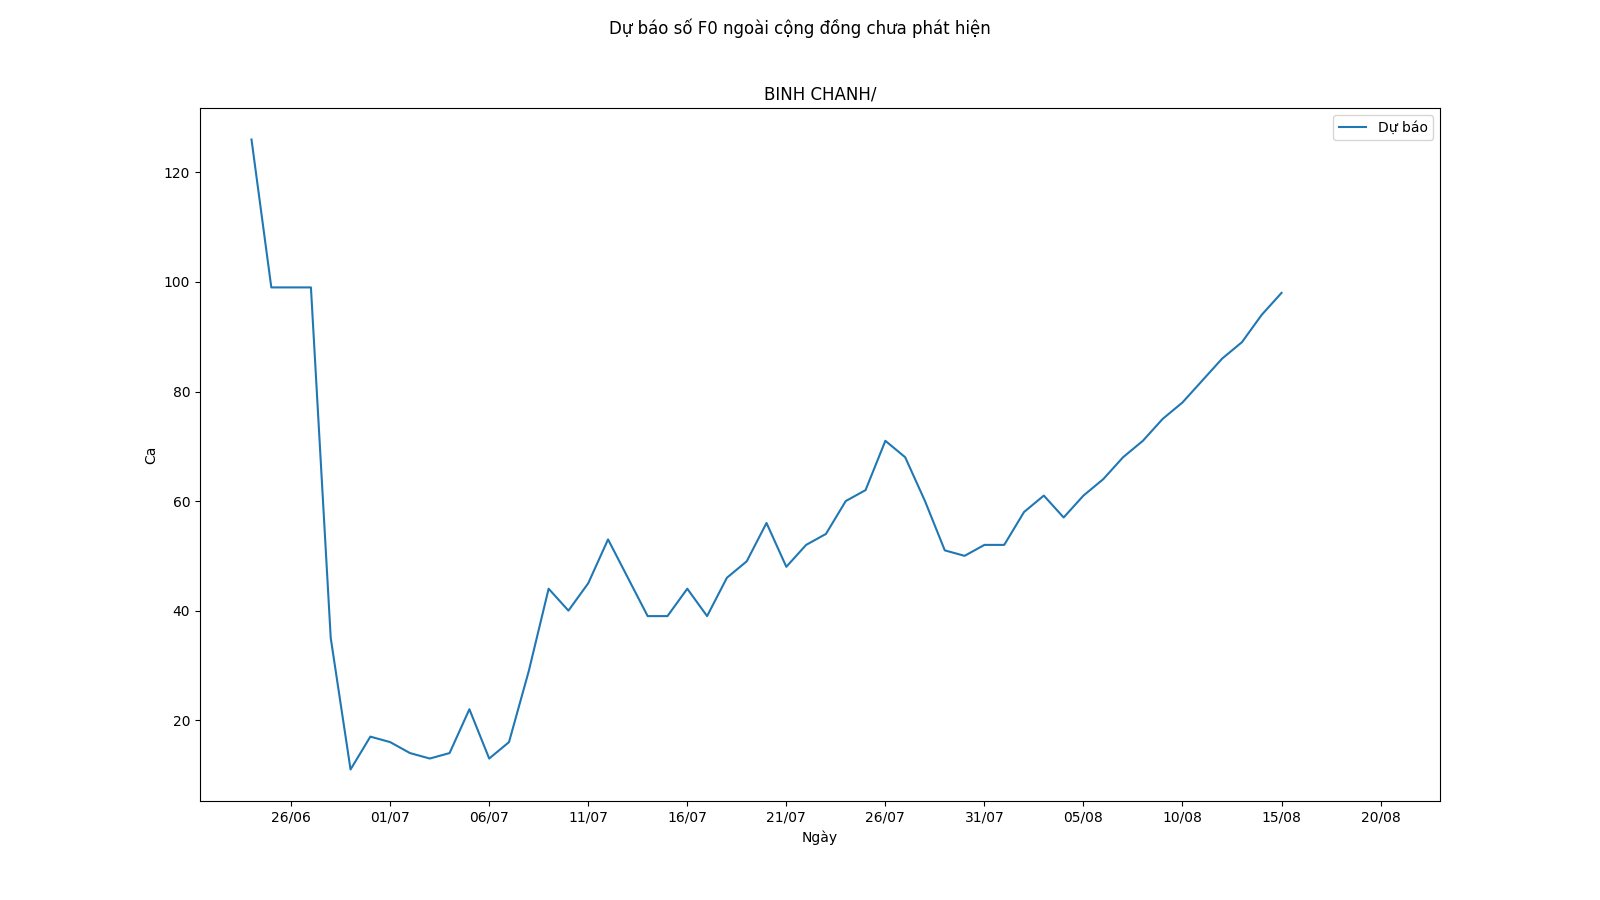 Dự báo số F0 ngoài cộng đồng chưa phát hiện
BINH CHANH/
Dự báo
120
100
80
60
40
20
Ca
26/06 01/07 06/07 11/07 16/07 21/07 26/07 31/07 05/08 10/08 15/08 20/08
Ngày